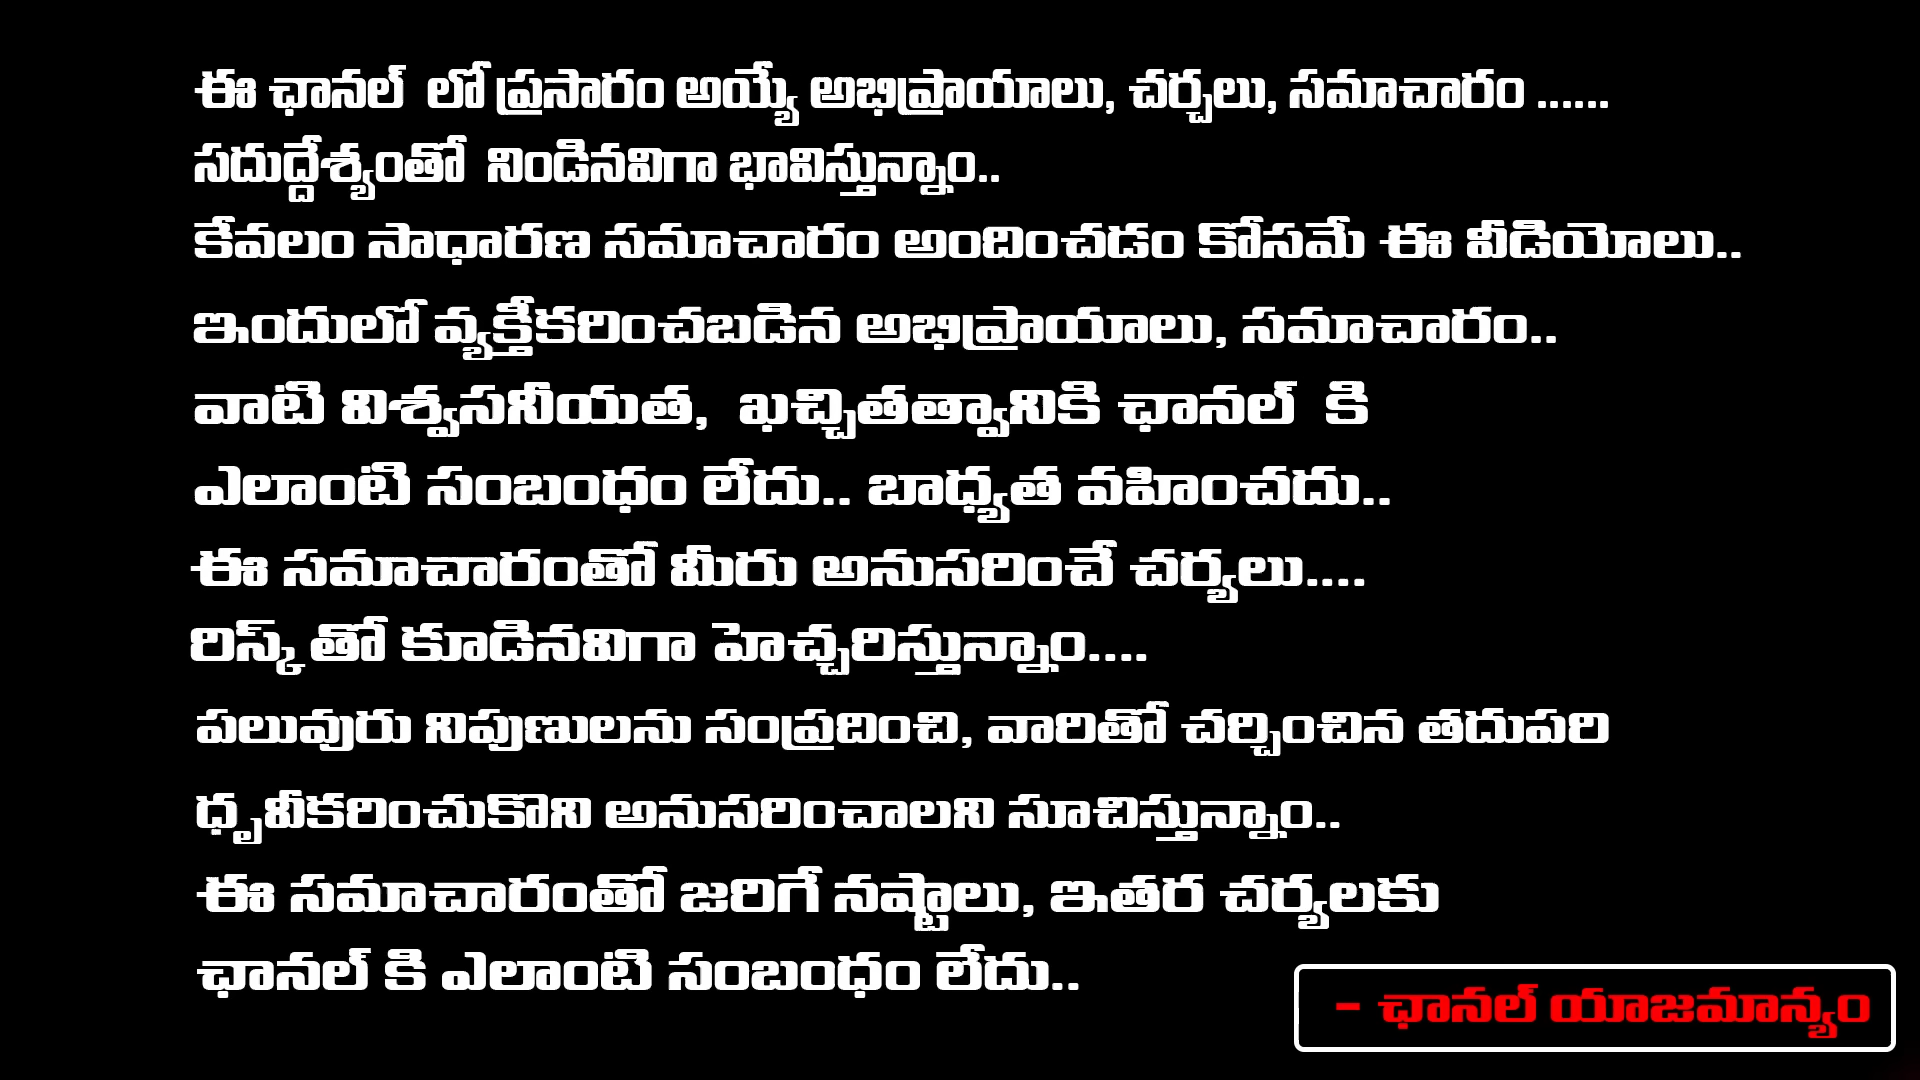 ఈ ఛానల్ లో ప్రసారం అయ్యే అభిప్రాయాలు, చర్చలు, సమాచారం ......
సదుద్దేశ్యంతో నిండినవిగా భావిస్తున్నాం..
కేవలం సాధారణ సమాచారం అందించడం కోసమే ఈ వీడియోలు..
ఇందులో వ్యక్తీకరించబడిన అభిప్రాయాలు, సమాచారం..
వాటి విశ్వసనీయత, ఖచ్చితత్వానికి ఛానల్ కి
ఎలాంటి సంబంధం లేదు.. బాధ్యత వహించదు..
ఈ సమాచారంతో మీరు అనుసరించే చర్యలు....
రిస్క్ తో కూడినవిగా హెచ్చరిస్తున్నాం....
పలువురు నిపుణులను సంప్రదించి, వారితో చర్చించిన తదుపరి
ధృవీకరించుకొని అనుసరించాలని సూచిస్తున్నాం..
ఈ సమాచారంతో జరిగే నష్టాలు, ఇతర చర్యలకు
ఛానల్ కి ఎలాంటి సంబంధం లేదు..
- ఛానల్ యాజమాన్యం